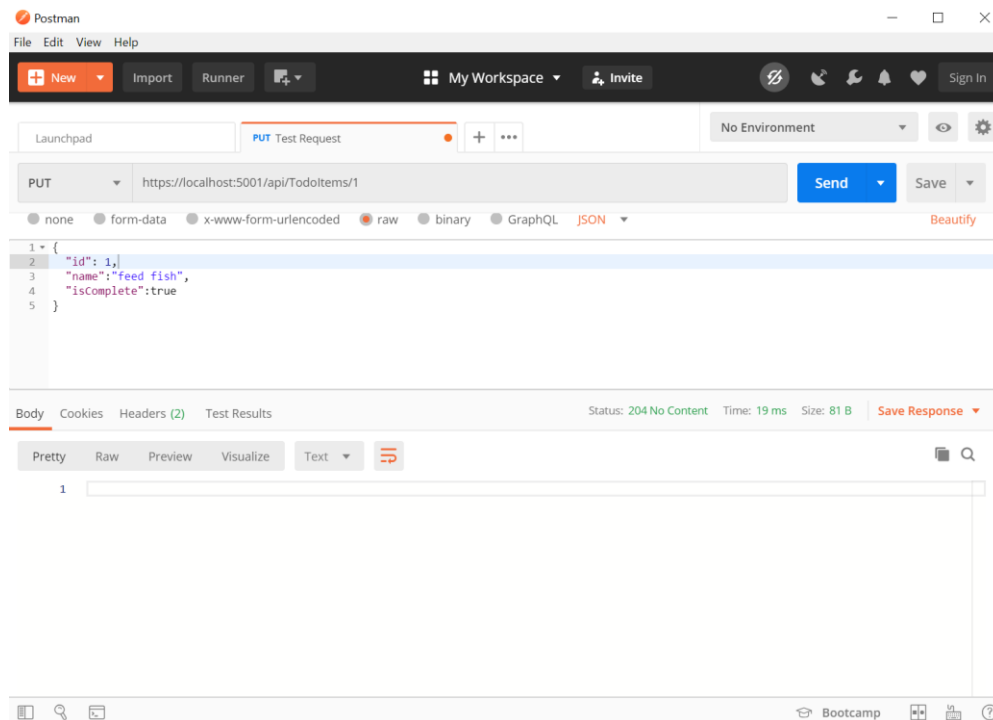 Postman
File Edit View Help
New Import Runner My Workspace Invite Sign In
Launchpad PUT Test Request No Environment
PUT https://localhost:5001/api/TodoItems/1 Send Save
none form-data x-www-form-urlencoded raw binary GraphQL JSON Beautify
1 {
2 "id": 1,
3 "name":"feed fish",
4 "isComplete":true
5 }
Body Cookies Headers (2) Test Results Status: 204 No Content Time: 19 ms Size: 81 B Save Response
Pretty Raw Preview Visualize Text
1
Bootcamp